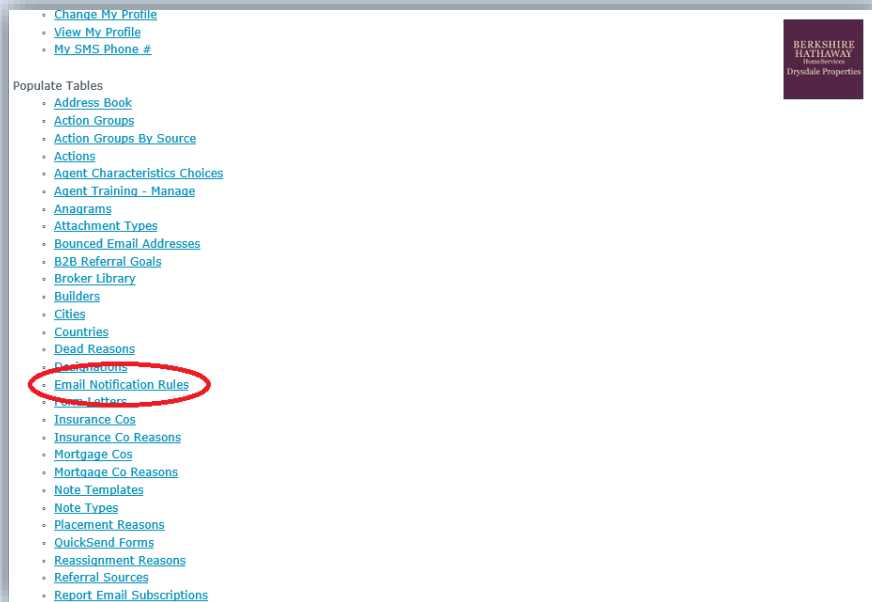 Change My Profile
View My Profile
My SMS Phone #
BERKSHIRE
HATHAWAY
HomeServices
Drysdale Properties
Populate Tables
Address Book
Action Groups
Action Groups By Source
Actions
Agent Characteristics Choices
Agent Training - Manage
Anagrams
Attachment Types
Bounced Email Addresses
B2B Referral Goals
Broker Library
Builders
Cities
Countries
Dead Reasons
Designations
Email Notification Rules
Form Letters
Insurance Cos
Insurance Co Reasons
Mortgage Cos
Mortgage Co Reasons
Note Templates
Note Types
Placement Reasons
QuickSend Forms
Reassignment Reasons
Referral Sources
Report Email Subscriptions